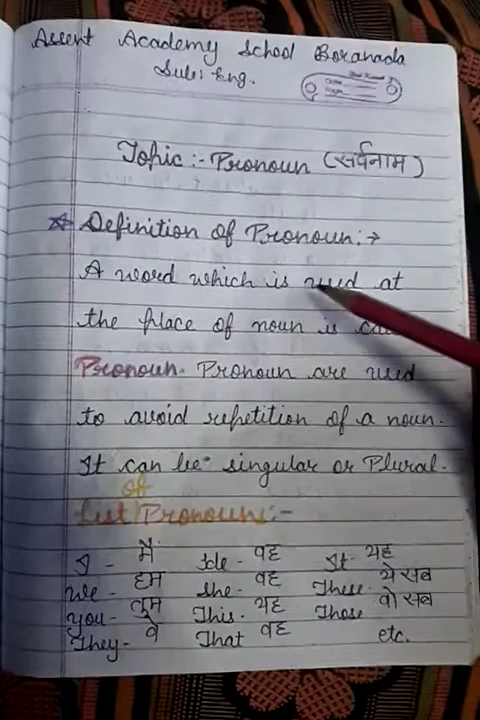 Assent Academy School Boranada
Sub: Eng.
Topic :- Pronoun (सर्वनाम)
Definition of Pronoun :→
A word which is used at
the place of noun is
Pronoun. Pronoun are used
to avoid repetition of a noun.
It can be singular or Plural.
of
List Pronoun :-
I - मैं He - वह It - यह
We - हम She - वह These - ये सब
You - तुम This - यह Those वो सब
They - वे That वह etc.